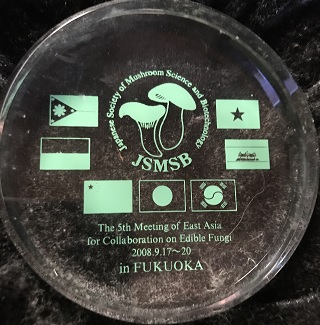 Japanese Society of Mushroom Science and Biotechnology
JSMSB
The 5th Meeting of East Asia
for Collaboration on Edible Fungi
2008.9.17～20
in FUKUOKA